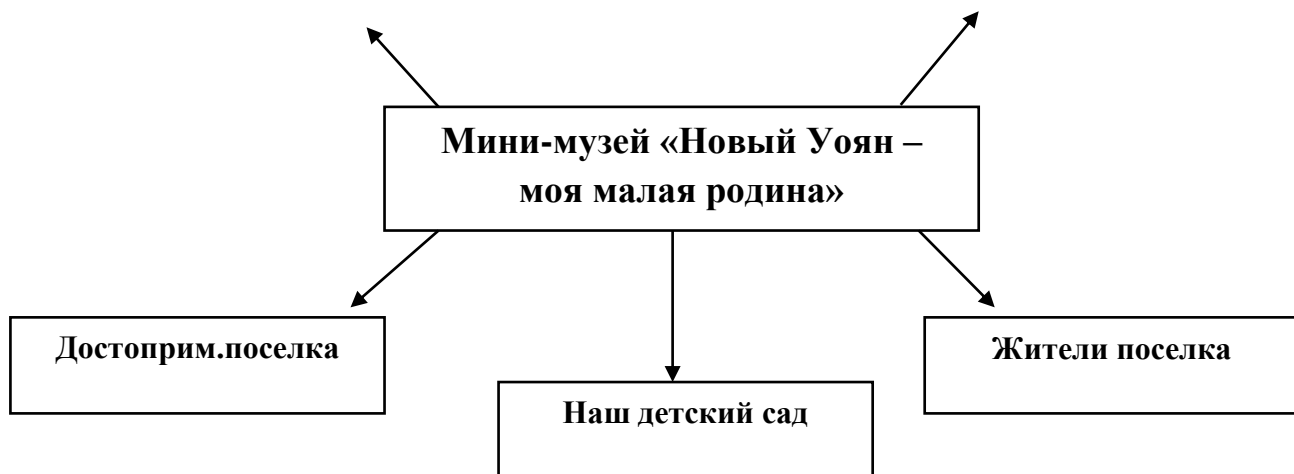 Мини-музей «Новый Уоян –
моя малая родина»
Достоприм.поселка
Жители поселка
Наш детский сад